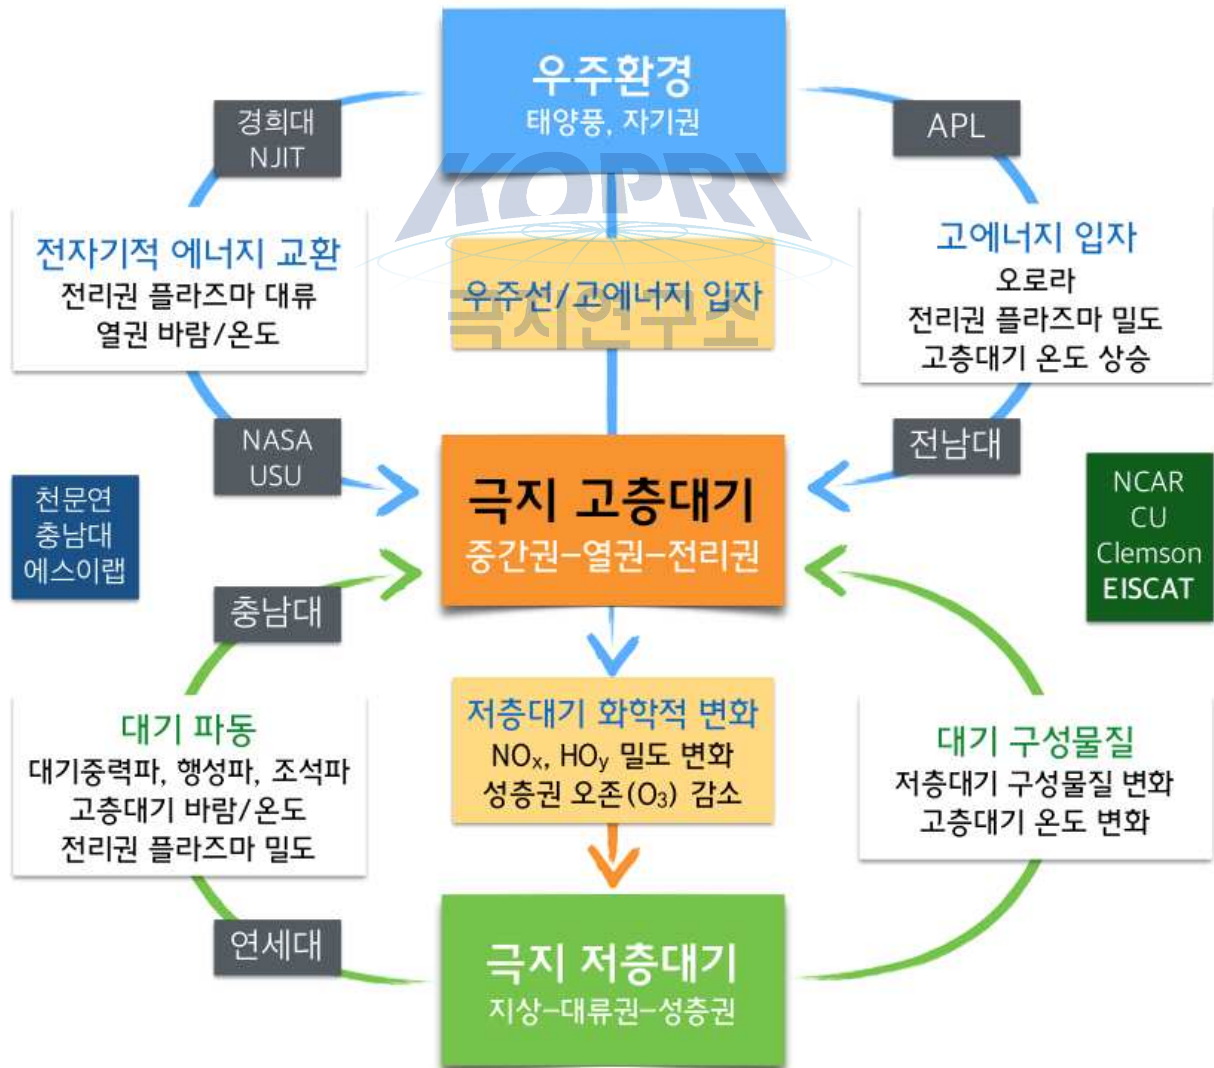 우주환경
태양풍, 자기권
경희대
NJIT
APL
KOPRI
극지연구소
전자기적 에너지 교환
전리권 플라즈마 대류
열권 바람/온도
우주선/고에너지 입자
고에너지 입자
오로라
전리권 플라즈마 밀도
고층대기 온도 상승
NASA
USU
전남대
천문연
충남대
에스이랩
극지 고층대기
중간권-열권-전리권
NCAR
CU
Clemson
EISCAT
충남대
대기 파동
대기중력파, 행성파, 조석파
고층대기 바람/온도
전리권 플라즈마 밀도
저층대기 화학적 변화
NOx, HOy 밀도 변화
성층권 오존(O3) 감소
대기 구성물질
저층대기 구성물질 변화
고층대기 온도 변화
연세대
극지 저층대기
지상-대류권-성층권